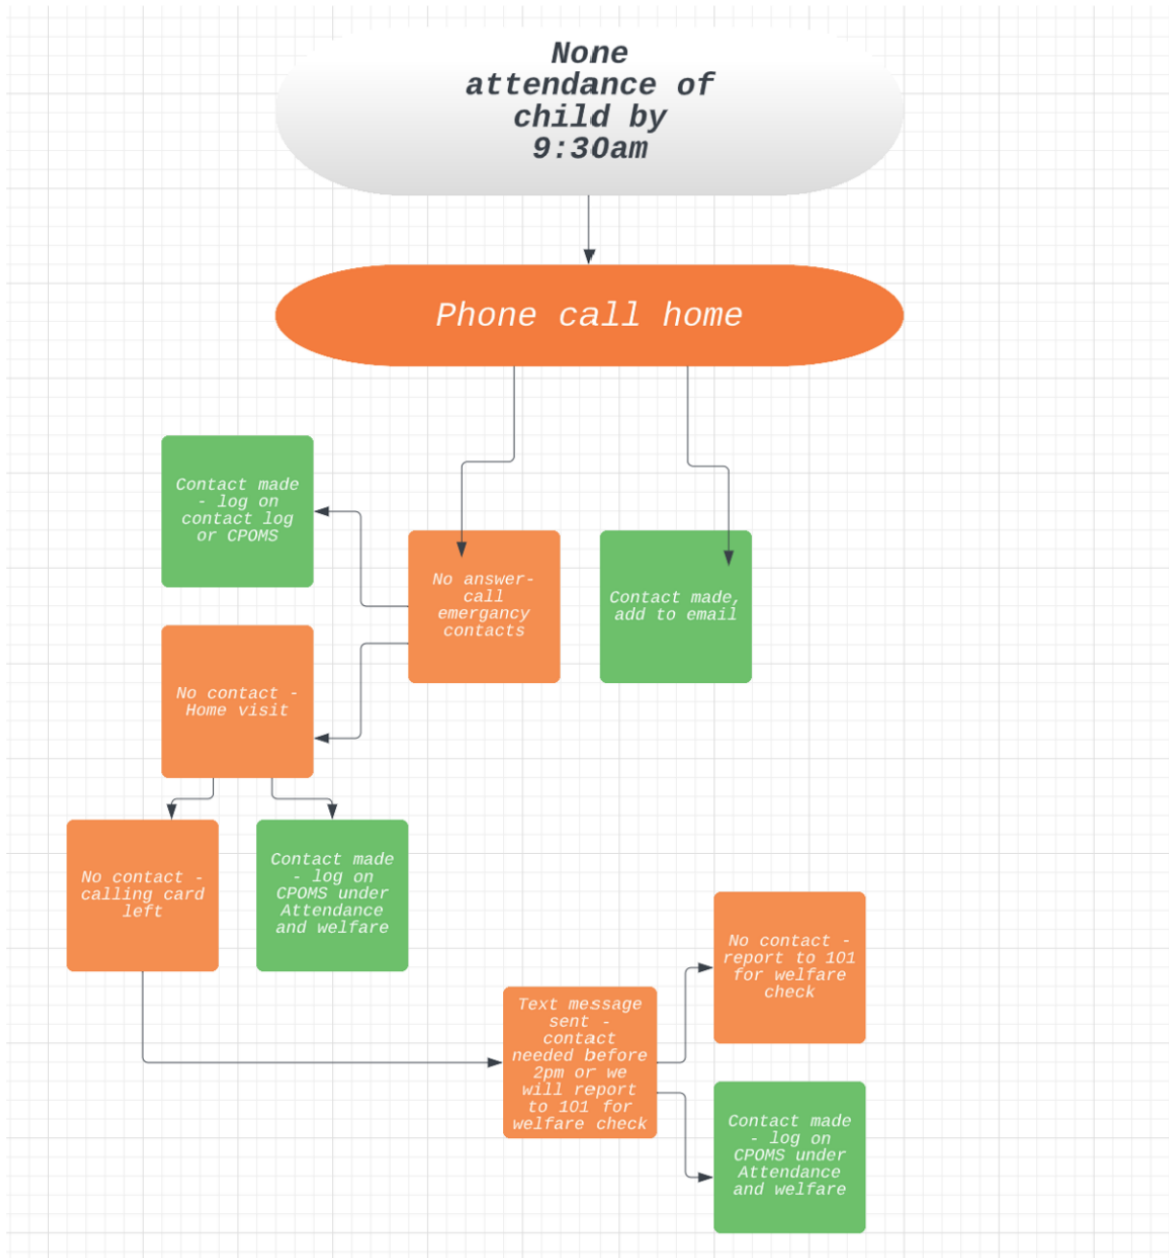 None
attendance of
child by
9:30am
Phone call home
Contact made
- log on
contact log
or CPOMS
No answer-
call
emergancy
contacts
Contact made,
add to email
No contact -
Home visit
No contact -
calling card
left
Contact made
- log on
CPOMS under
Attendance
and welfare
Text message
sent -
contact
needed before
2pm or we
will report
to 101 for
welfare check
No contact -
report to 101
for welfare
check
Contact made
- log on
CPOMS under
Attendance
and welfare